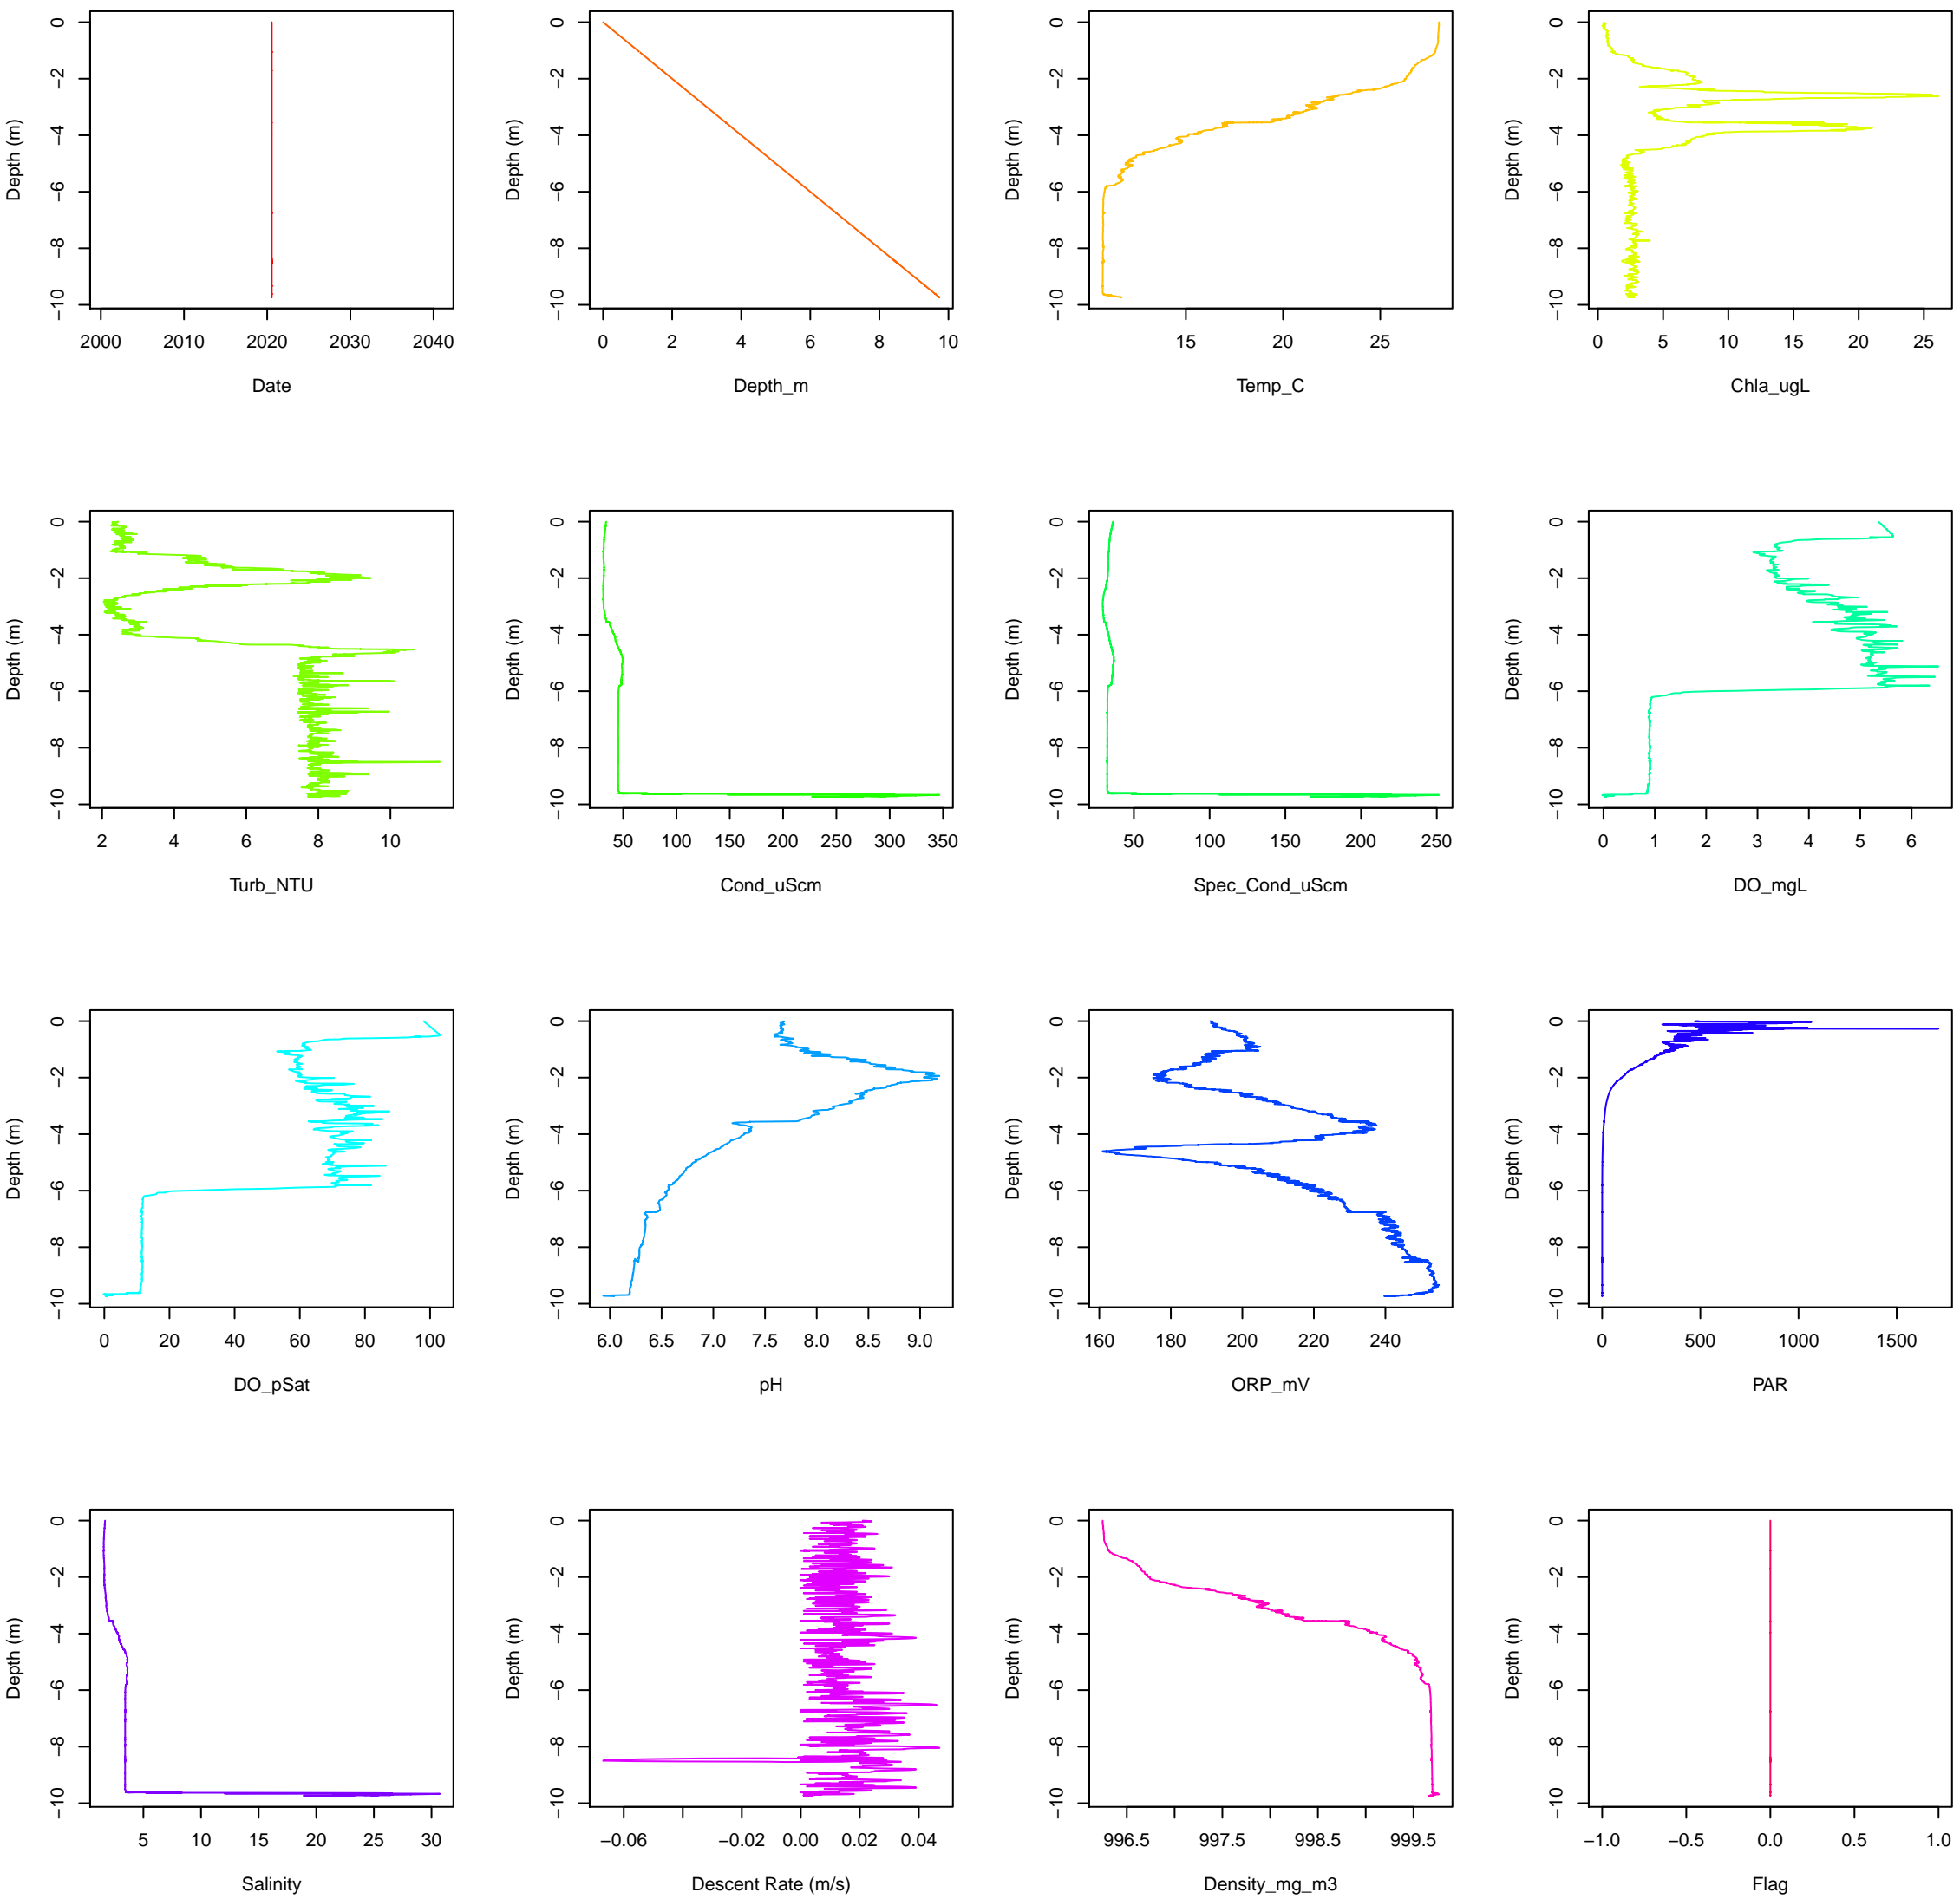 0 0 0 0
−2 −2 −2 −2
−4 −4 −4 −4
Depth (m) Depth (m) Depth (m) Depth (m)
−6 −6 −6 −6
−8 −8 −8 −8
−10 −10 −10 −10
2000 2010 2020 2030 2040 0 2 4 6 8 10 15 20 25 0 5 10 15 20 25
Date Depth_m Temp_C Chla_ugL
0 0 0 0
−2 −2 −2 −2
−4 −4 −4 −4
Depth (m) Depth (m) Depth (m) Depth (m)
−6 −6 −6 −6
−8 −8 −8 −8
−10 −10 −10 −10
2 4 6 8 10 50 100 150 200 250 300 350 50 100 150 200 250 0 1 2 3 4 5 6
Turb_NTU Cond_uScm Spec_Cond_uScm DO_mgL
0 0 0 0
−2 −2 −2 −2
−4 −4 −4 −4
Depth (m) Depth (m) Depth (m) Depth (m)
−6 −6 −6 −6
−8 −8 −8 −8
−10 −10 −10 −10
0 20 40 60 80 100 6.0 6.5 7.0 7.5 8.0 8.5 9.0 160 180 200 220 240 0 500 1000 1500
DO_pSat pH ORP_mV PAR
0 0 0 0
−2 −2 −2 −2
−4 −4 −4 −4
Depth (m) Depth (m) Depth (m) Depth (m)
−6 −6 −6 −6
−8 −8 −8 −8
−10 −10 −10 −10
5 10 15 20 25 30 −0.06 −0.02 0.00 0.02 0.04 996.5 997.5 998.5 999.5 −1.0 −0.5 0.0 0.5 1.0
Salinity Descent Rate (m/s) Density_mg_m3 Flag